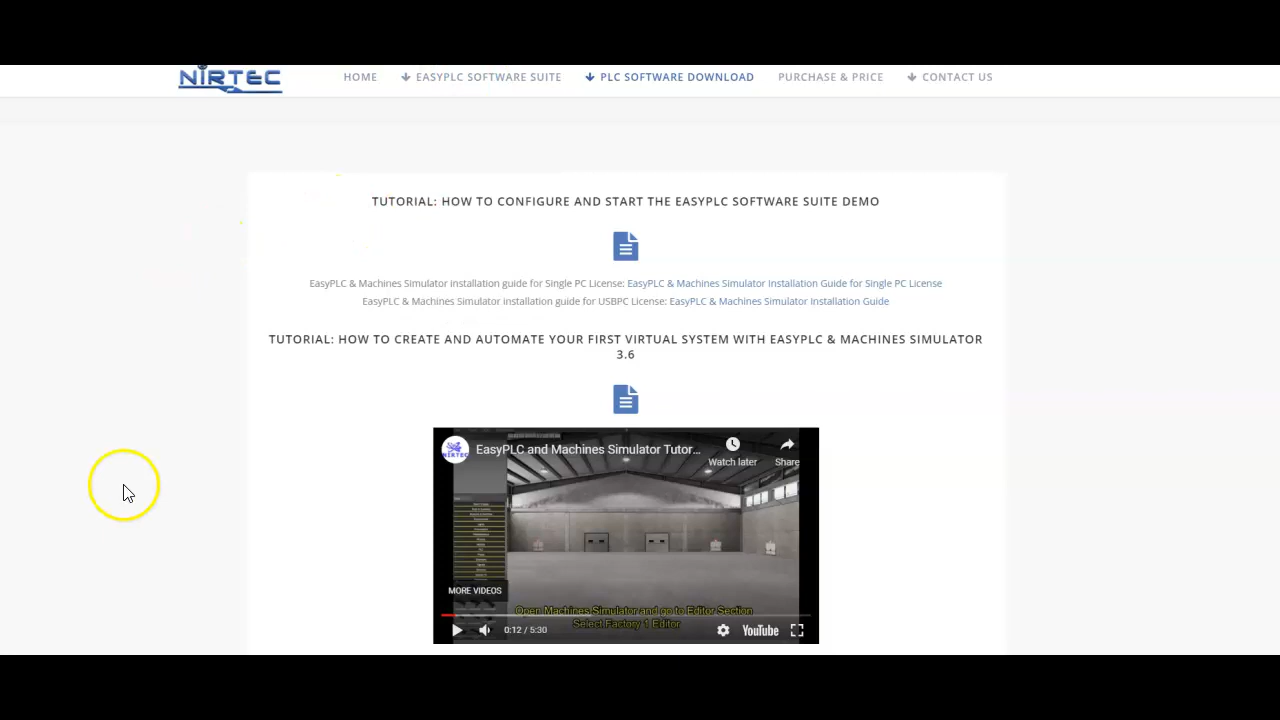 NIRTEC
HOME
EASYPLC SOFTWARE SUITE
PLC SOFTWARE DOWNLOAD
PURCHASE & PRICE
CONTACT US
TUTORIAL: HOW TO CONFIGURE AND START THE EASYPLC SOFTWARE SUITE DEMO
EasyPLC & Machines Simulator installation guide for Single PC License: EasyPLC & Machines Simulator Installation Guide for Single PC License
EasyPLC & Machines Simulator installation guide for USBPC License: EasyPLC & Machines Simulator Installation Guide
TUTORIAL: HOW TO CREATE AND AUTOMATE YOUR FIRST VIRTUAL SYSTEM WITH EASYPLC & MACHINES SIMULATOR
3.6
NIRTEC
EasyPLC and Machines Simulator Tutor...
Watch later
Share
MORE VIDEOS
Open Machines Simulator and go to Editor Section
Select Factory 1 Editor
0:12 / 5:30
YouTube